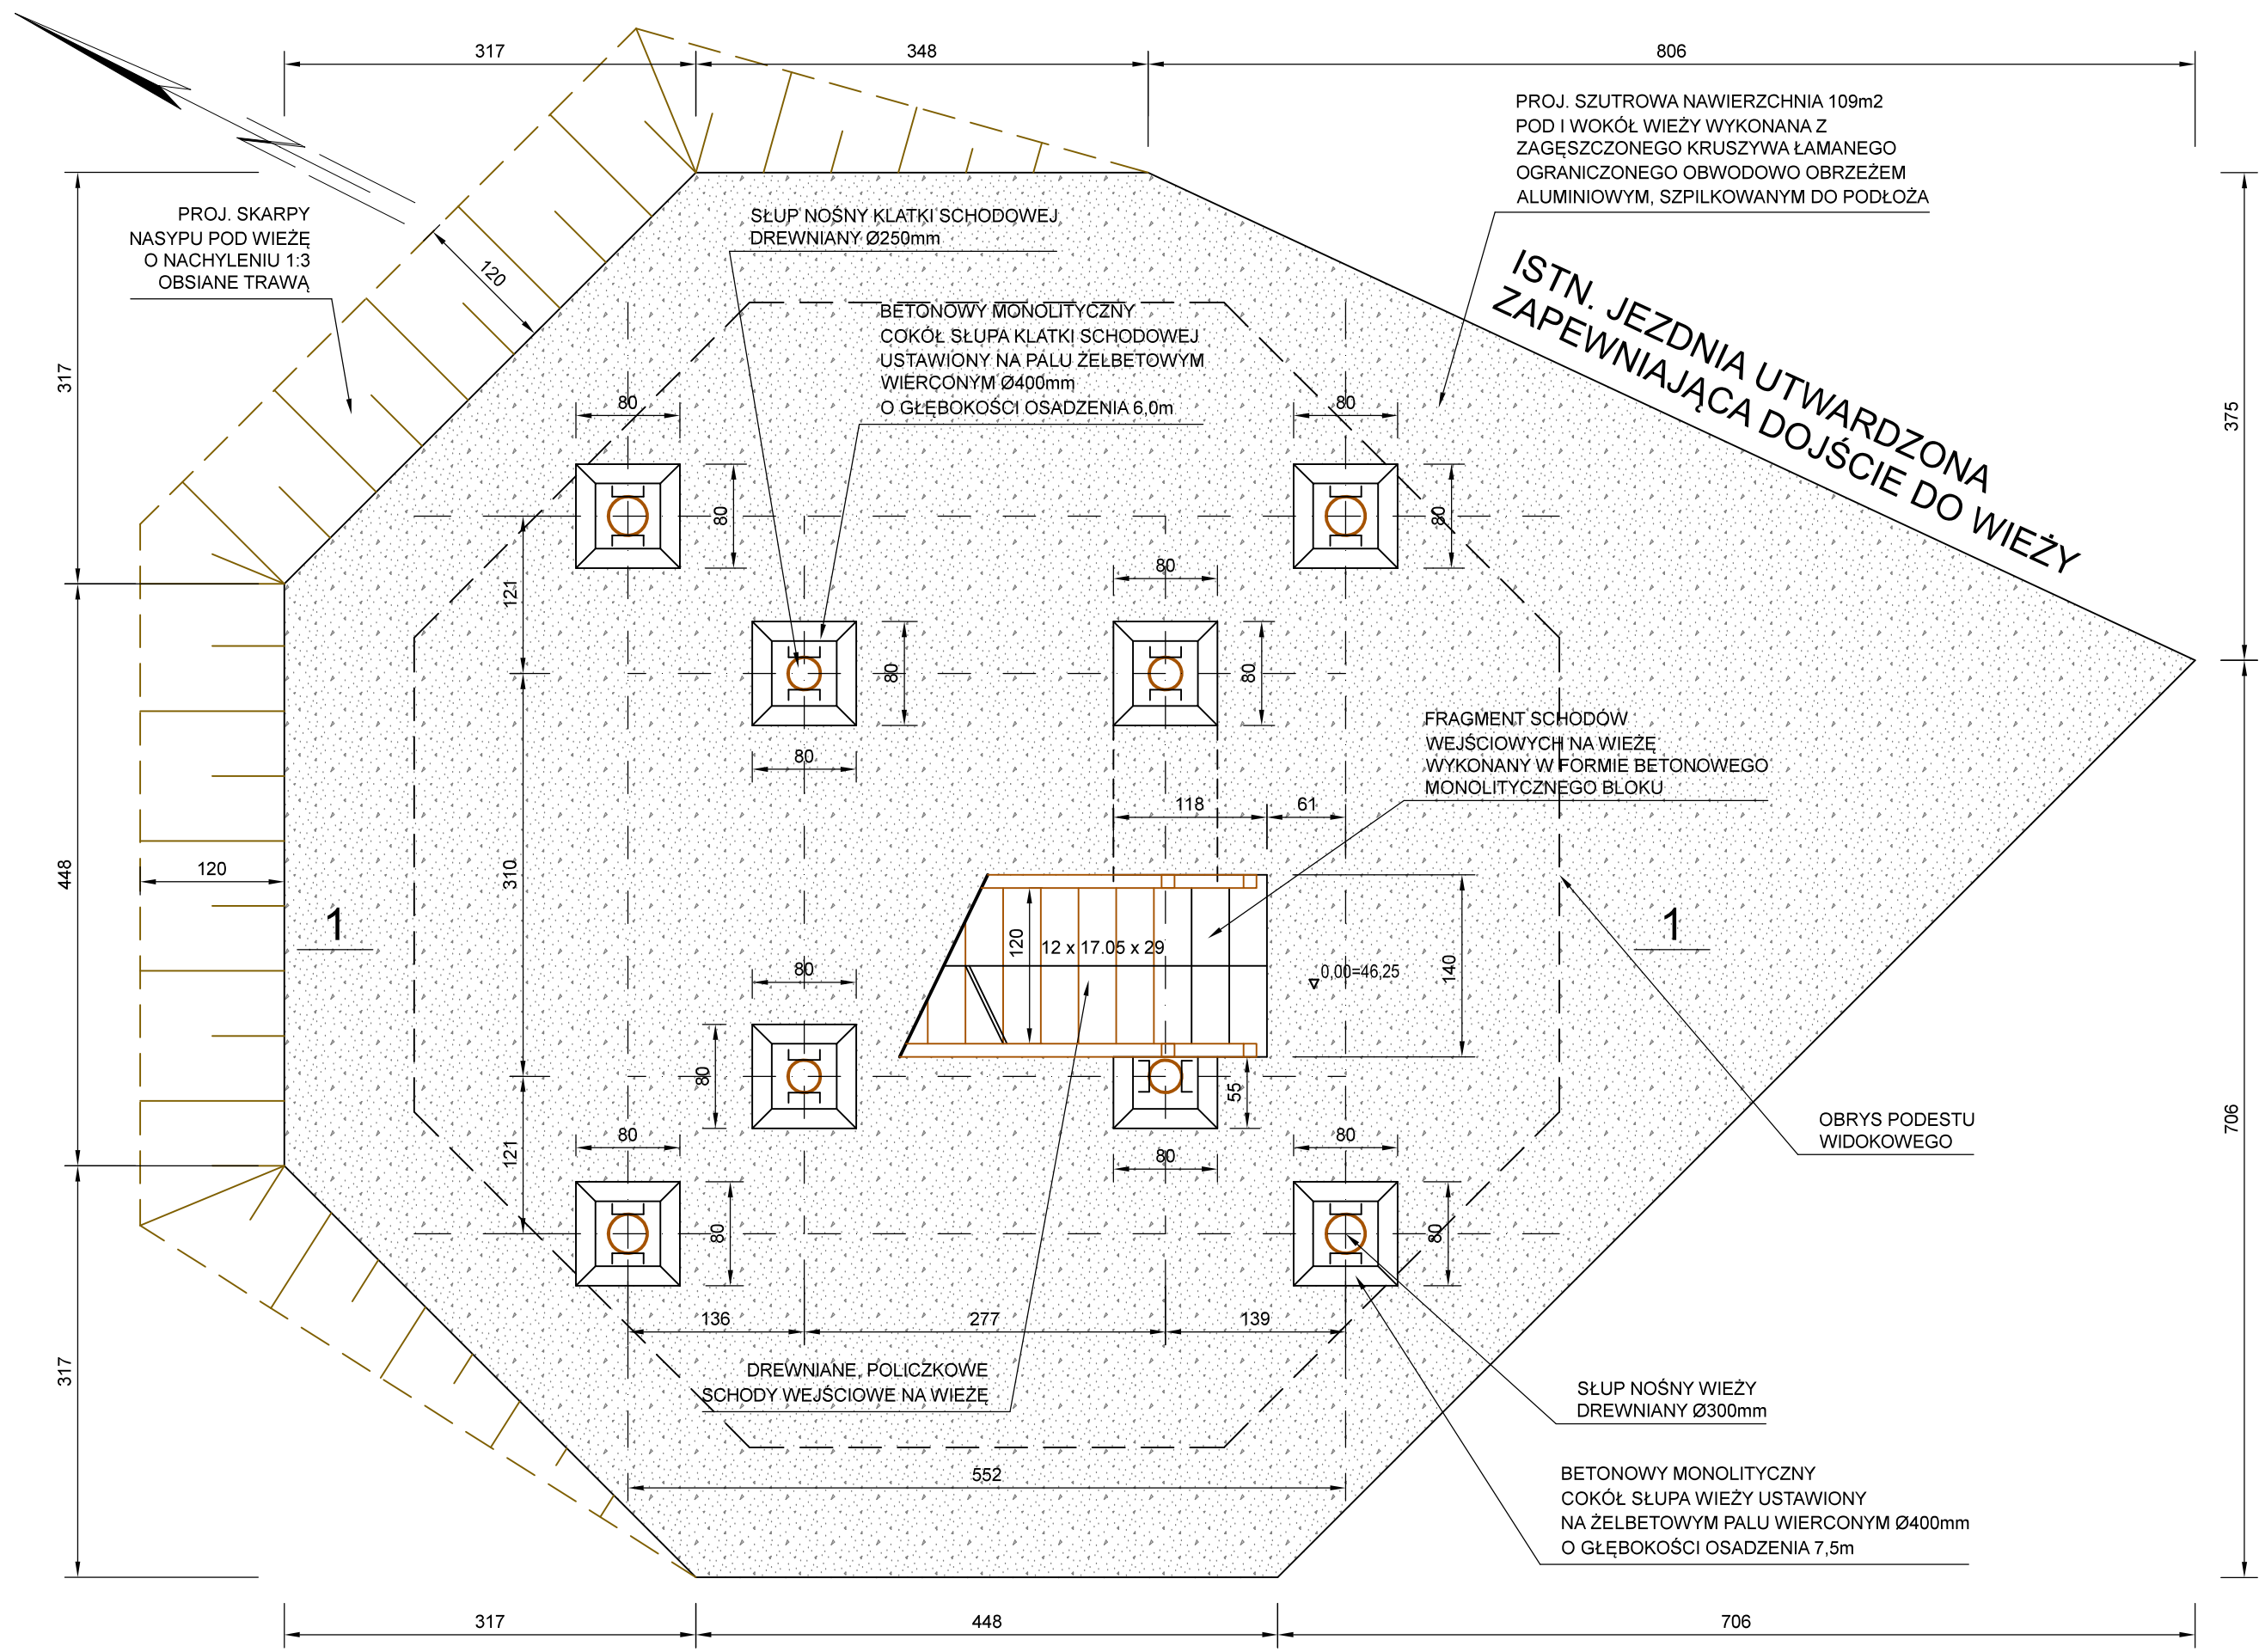 317
348
806
PROJ. SZUTROWA NAWIERZCHNIA 109m2
POD I WOKÓŁ WIEŻY WYKONANA Z
ZAGĘSZCZONEGO KRUSZYWA ŁAMANEGO
OGRANICZONEGO OBWODOWO OBRZEŻEM
ALUMINIOWYM, SZPILKOWANYM DO PODŁOŻA
PROJ. SKARPY
NASYPU POD WIEŻĘ
O NACHYLENIU 1:3
OBSIANE TRAWĄ
SŁUP NOŚNY KLATKI SCHODOWEJ
DREWNIANY Ø250mm
120
BETONOWY MONOLITYCZNY
COKÓŁ SŁUPA KLATKI SCHODOWEJ
USTAWIONY NA PALU ŻELBETOWYM
WIERCONYM Ø400mm
O GŁĘBOKOŚCI OSADZENIA 6,0m
ISTN. JEZDNIA UTWARDZONA
ZAPEWNIAJĄCA DOJŚCIE DO WIEŻY
317
375
80
80
80
80
121
80
80
80
80
FRAGMENT SCHODÓW
WEJŚCIOWYCH NA WIEŻĘ
WYKONANY W FORMIE BETONOWEGO
MONOLITYCZNEGO BLOKU
118
61
448
120
310
1
1
120
12 x 17.05 x 29
140
0,00=46,25
80
80
55
706
OBRYS PODESTU
WIDOKOWEGO
121
80
80
80
80
80
136
277
139
317
DREWNIANE, POLICZKOWE
SCHODY WEJŚCIOWE NA WIEŻĘ
SŁUP NOŚNY WIEŻY
DREWNIANY Ø300mm
552
BETONOWY MONOLITYCZNY
COKÓŁ SŁUPA WIEŻY USTAWIONY
NA ŻELBETOWYM PALU WIERCONYM Ø400mm
O GŁĘBOKOŚCI OSADZENIA 7,5m
317
448
706